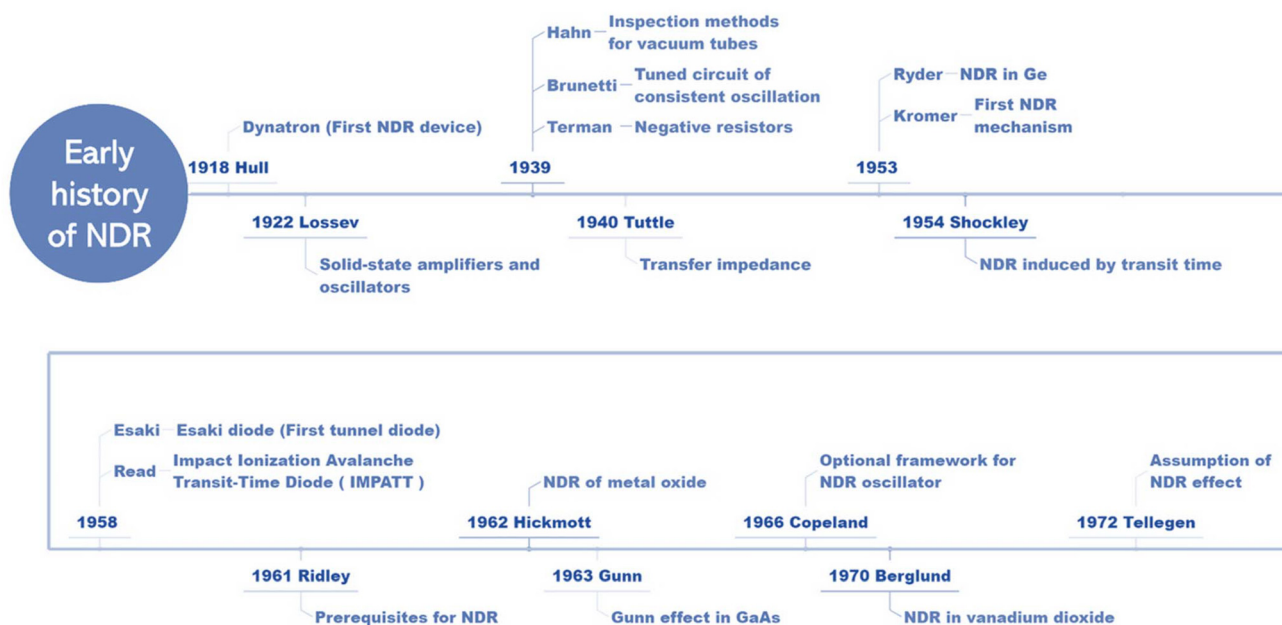 Early
history
of NDR
Dynatron (First NDR device)
1918 Hull
1922 Lossev
Solid-state amplifiers and
oscillators
Hahn
Inspection methods
for vacuum tubes
Brunetti
Tuned circuit of
consistent oscillation
Terman
Negative resistors
1939
1940 Tuttle
Transfer impedance
Ryder
NDR in Ge
Kromer
First NDR
mechanism
1953
1954 Shockley
NDR induced by transit time
Esaki
Esaki diode (First tunnel diode)
Read
Impact Ionization Avalanche
Transit-Time Diode ( IMPATT )
1958
1961 Ridley
Prerequisites for NDR
NDR of metal oxide
1962 Hickmott
1963 Gunn
Gunn effect in GaAs
Optional framework for
NDR oscillator
1966 Copeland
1970 Berglund
NDR in vanadium dioxide
Assumption of
NDR effect
1972 Tellegen